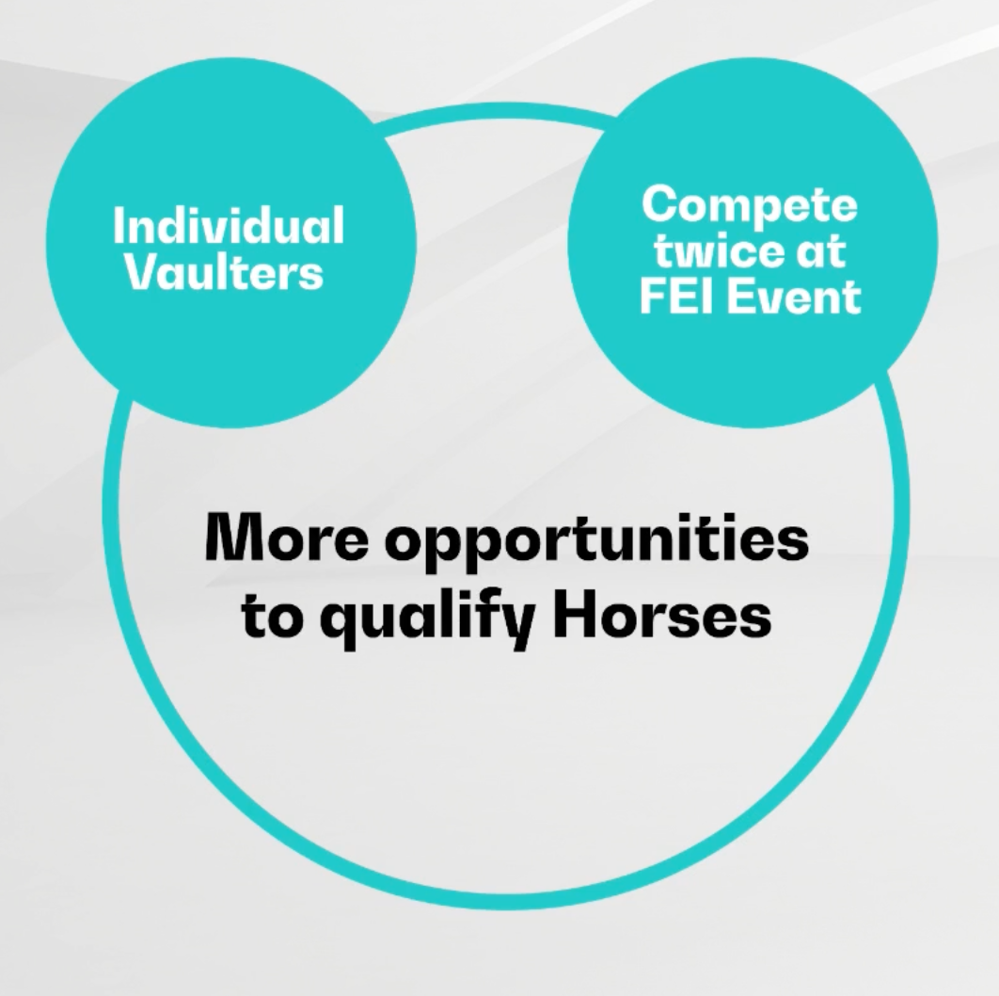 Individual
Vaulters
Compete
twice at
FEI Event
More opportunities
to qualify Horses